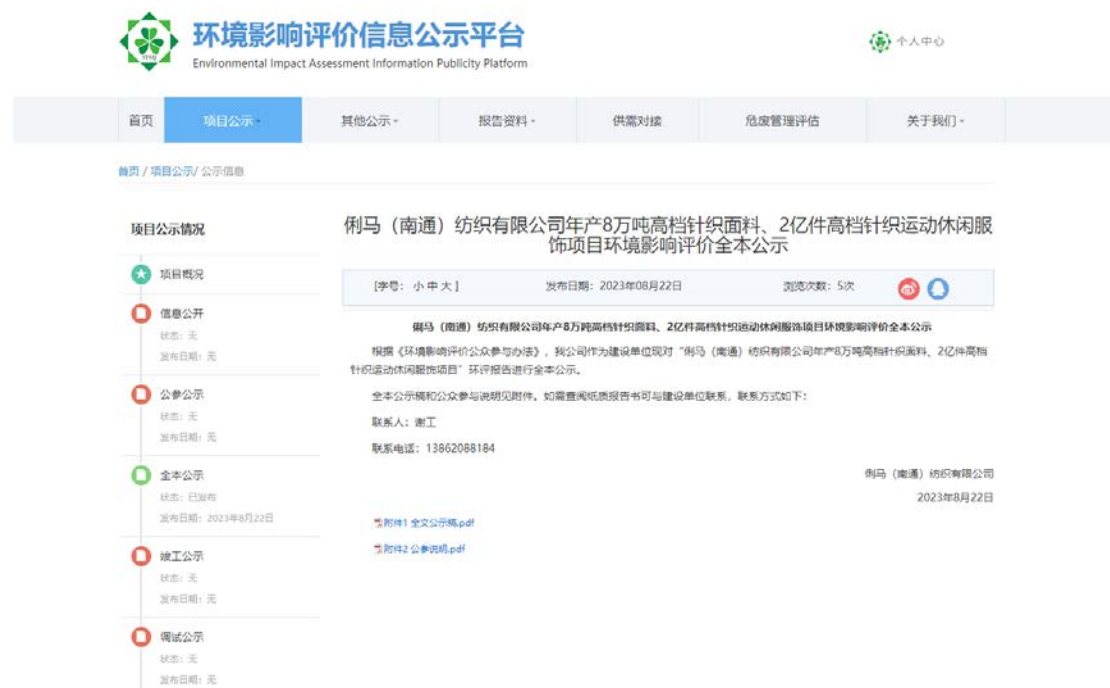 环境影响评价信息公示平台
Environmental Impact Assessment Information Publicity Platform
个人中心
首页 项目公示 其他公示 报告资料 供需对接 危废管理评估 关于我们
首页 / 项目公示/ 公示信息
项目公示情况
项目概况
信息公开
状态：无
发布日期：无
公参公示
状态：无
发布日期：无
全本公示
状态：已发布
发布日期：2023年8月22日
竣工公示
状态：无
发布日期：无
调试公示
状态：无
发布日期：无
俐马（南通）纺织有限公司年产8万吨高档针织面料、2亿件高档针织运动休闲服
饰项目环境影响评价全本公示
[字号：小 中 大] 发布日期：2023年08月22日 浏览次数：5次
俐马（南通）纺织有限公司年产8万吨高档针织面料、2亿件高档针织运动休闲服饰项目环境影响评价全本公示
根据《环境影响评价公众参与办法》，我公司作为建设单位现对“俐马（南通）纺织有限公司年产8万吨高档针织面料、2亿件高档
针织运动休闲服饰项目”环评报告进行全本公示。
全本公示稿和公众参与说明见附件。如需查阅纸质报告书可与建设单位联系，联系方式如下：
联系人：谢工
联系电话：13862088184
俐马（南通）纺织有限公司
2023年8月22日
附件1 全文公示稿.pdf
附件2 公参说明.pdf